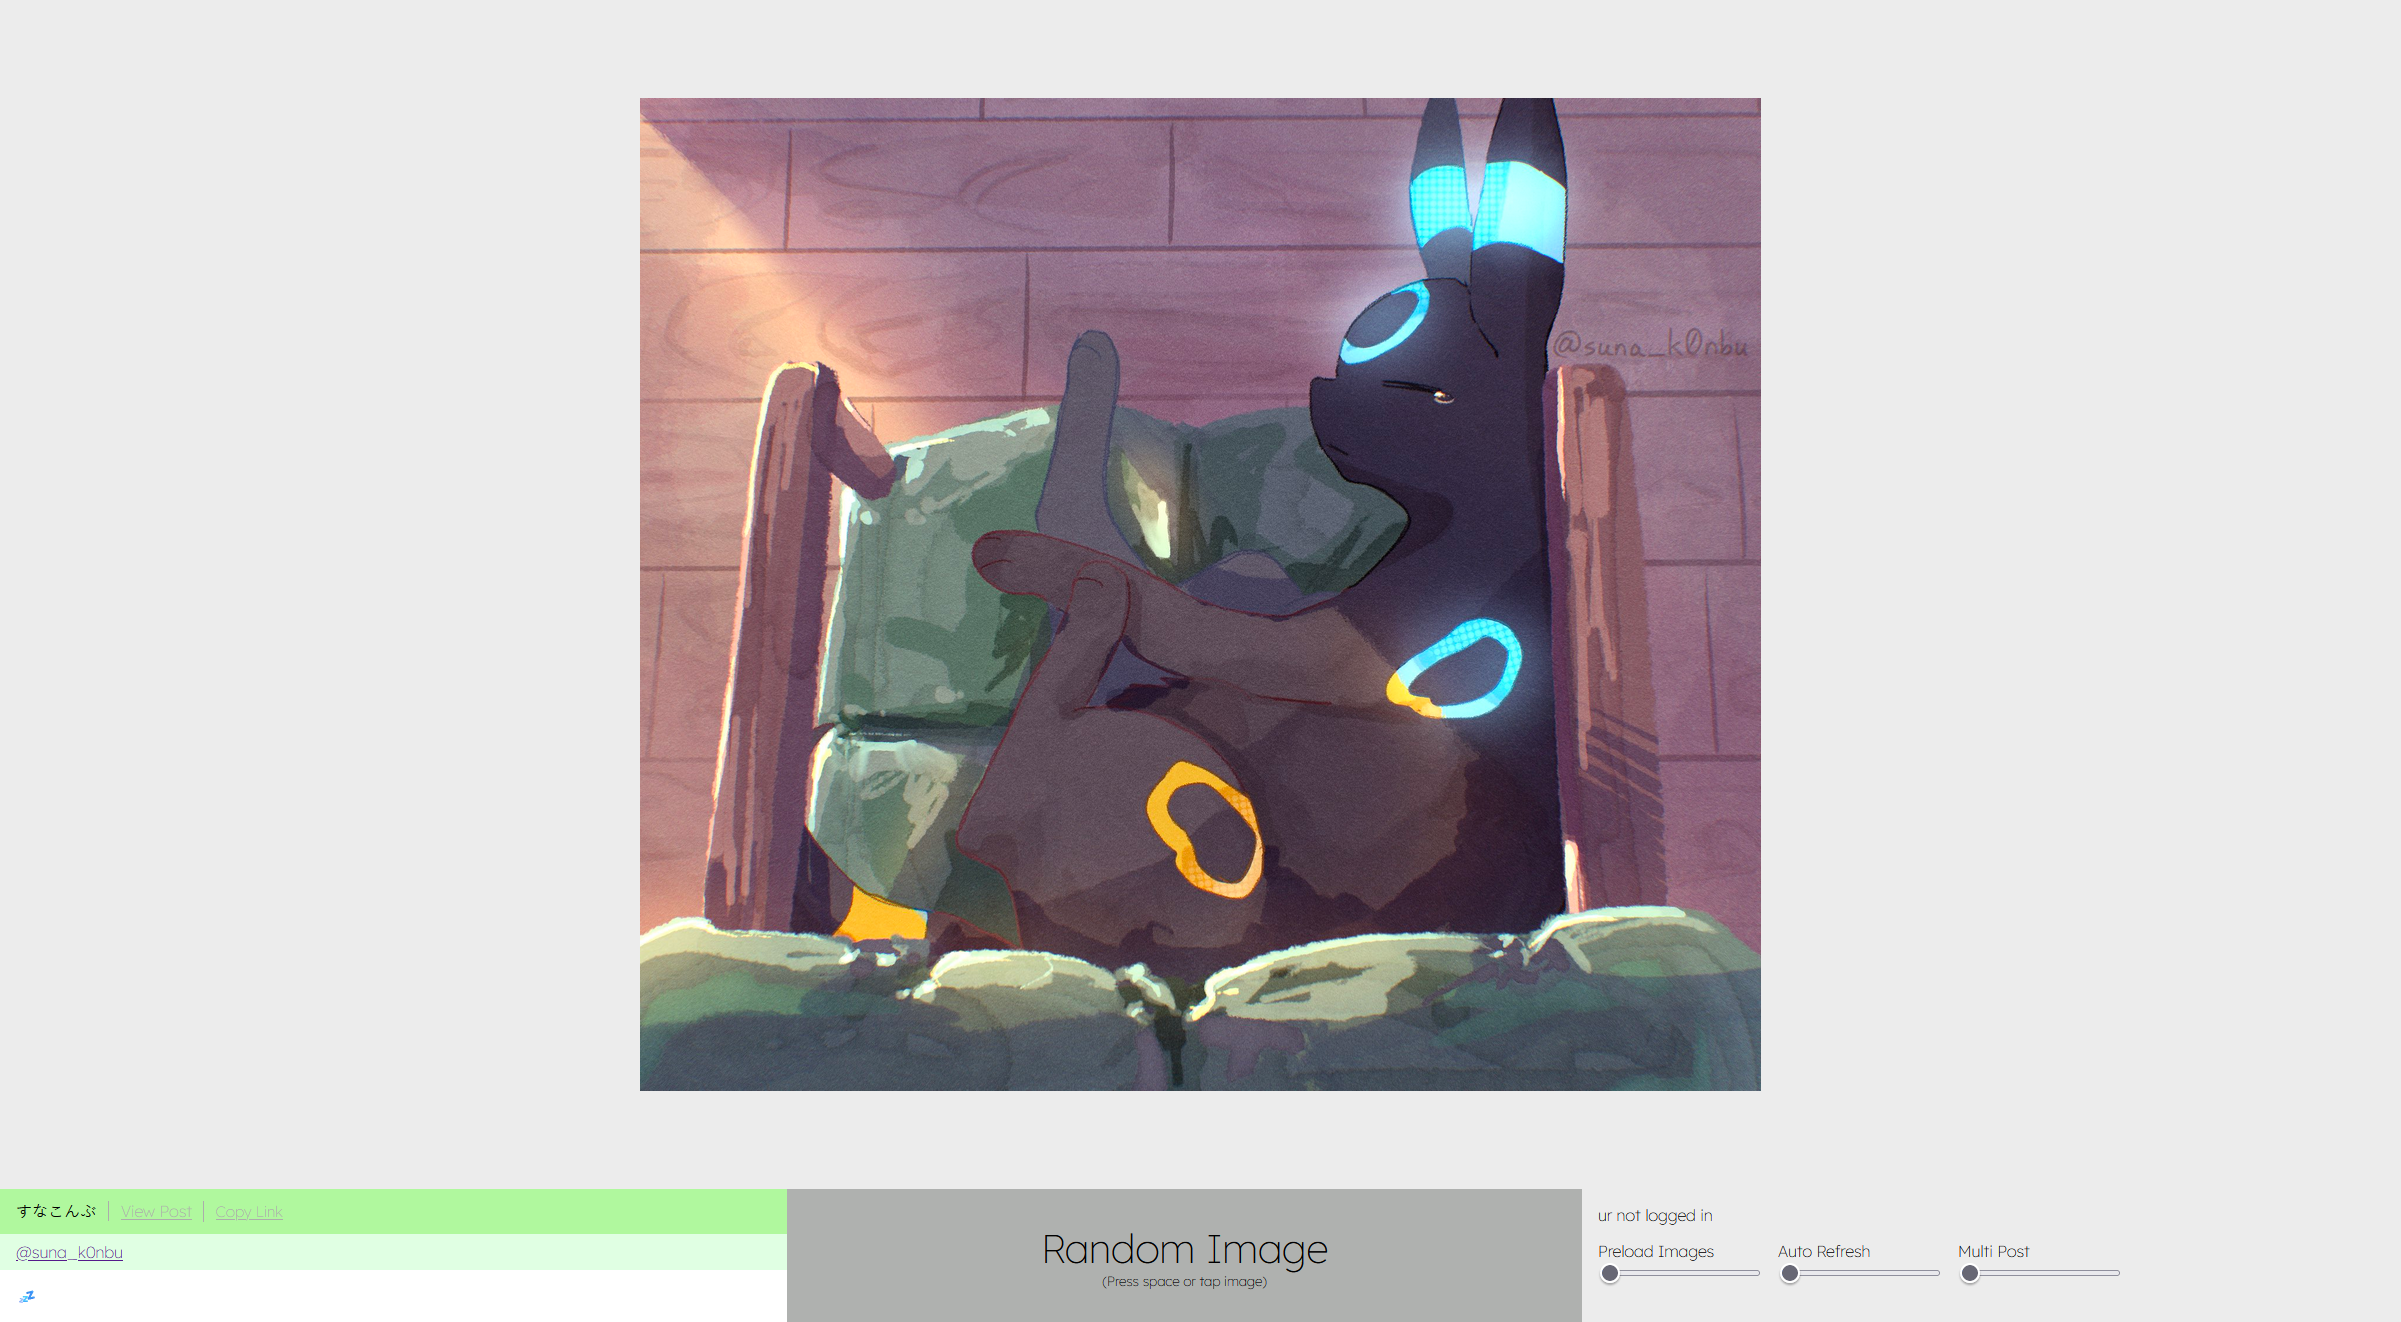 @suna_k0nbu
すなこんぶ View Post Copy Link
@suna_k0nbu
💤
Random Image
(Press space or tap image)
ur not logged in
Preload Images Auto Refresh Multi Post